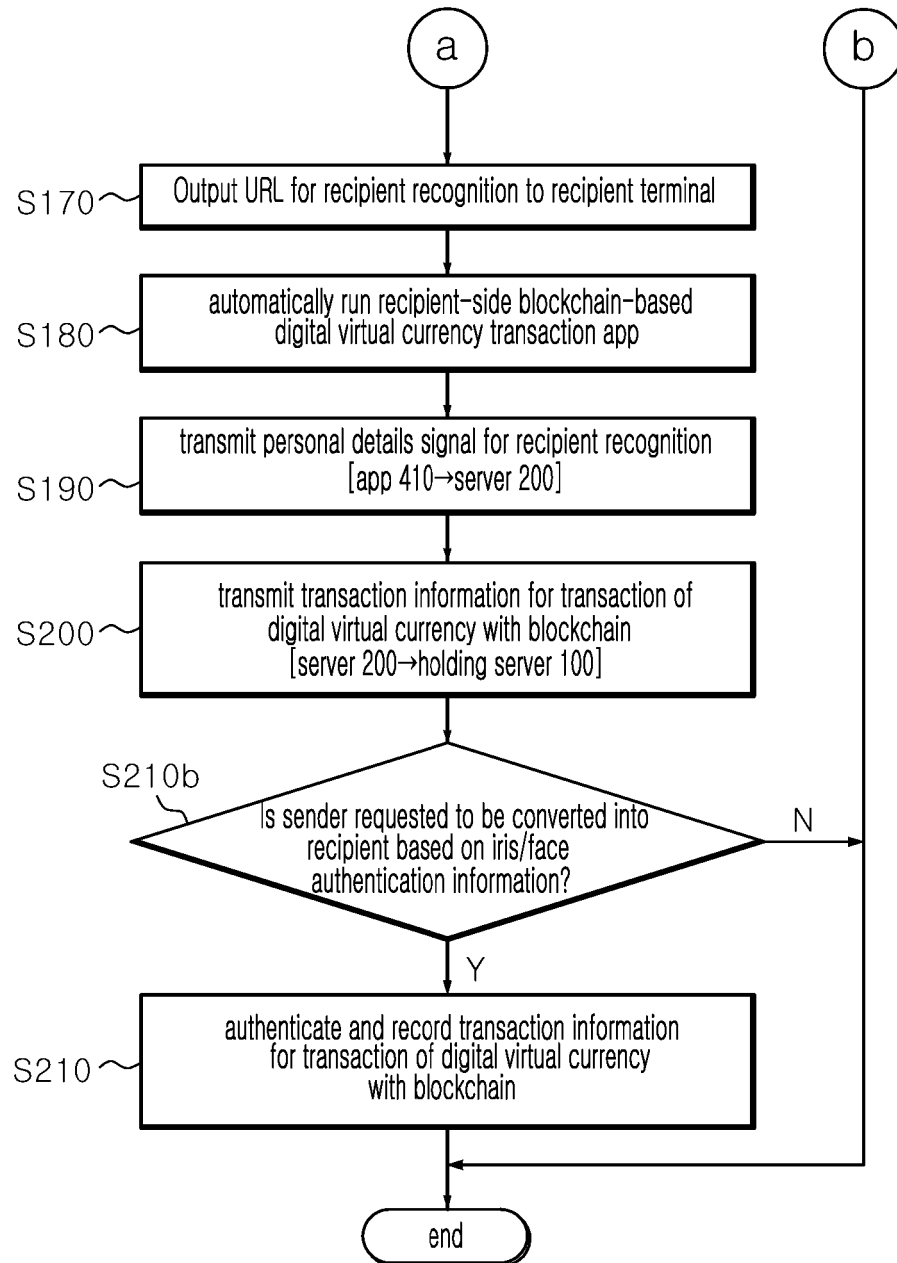 a
b
S170
Output URL for recipient recognition to recipient terminal
S180
automatically run recipient-side blockchain-based
digital virtual currency transaction app
S190
transmit personal details signal for recipient recognition
[app 410→server 200]
S200
transmit transaction information for transaction of
digital virtual currency with blockchain
[server 200→holding server 100]
S210b
Is sender requested to be converted into
recipient based on iris/face
authentication information?
N
Y
S210
authenticate and record transaction information
for transaction of digital virtual currency
with blockchain
end